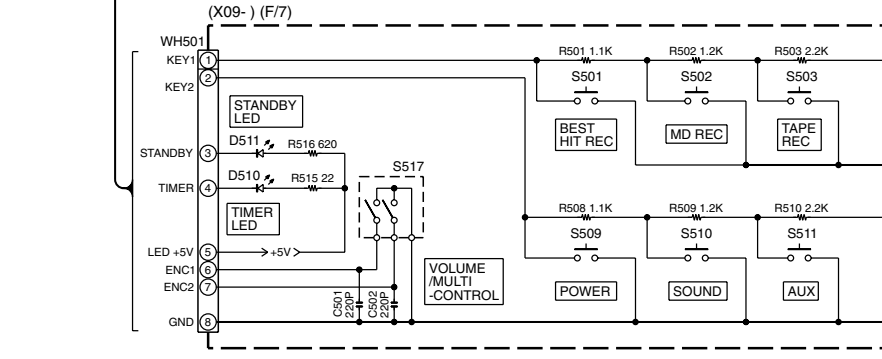 (X09- ) (F/7)
WH501
KEY1 1
R501 1.1K
R502 1.2K
R503 2.2K
KEY2 2
S501
S502
S503
STANDBY
LED
BEST
HIT REC
MD REC
TAPE
REC
D511
R516 620
STANDBY 3
S517
D510
R515 22
TIMER 4
TIMER
LED
R508 1.1K
R509 1.2K
R510 2.2K
S509
S510
S511
LED +5V 5
+5V
ENC1 6
ENC2 7
VOLUME
/MULTI
-CONTROL
POWER
SOUND
AUX
C501
220P
C502
220P
GND 8